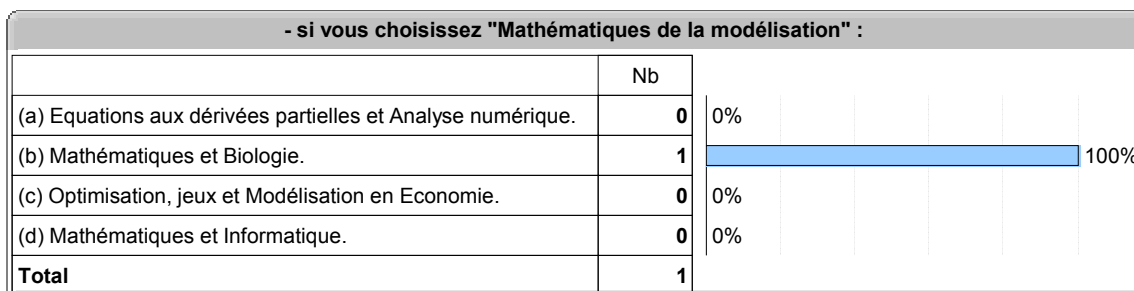 - si vous choisissez "Mathématiques de la modélisation" :
Nb
(a) Equations aux dérivées partielles et Analyse numérique. 0 0%
(b) Mathématiques et Biologie. 1 100%
(c) Optimisation, jeux et Modélisation en Economie. 0 0%
(d) Mathématiques et Informatique. 0 0%
Total 1